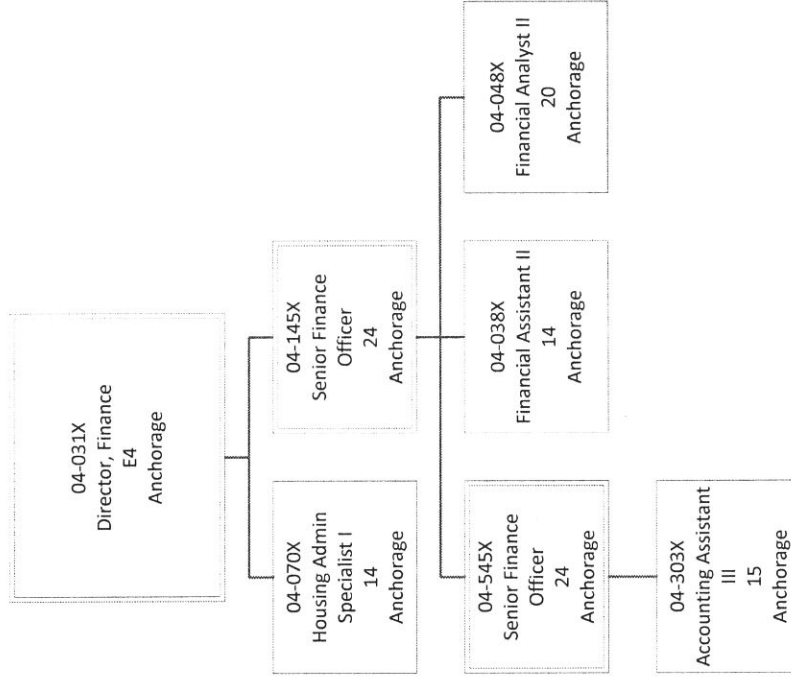 04-031X
Director, Finance
E4
Anchorage
04-070X
Housing Admin
Specialist I
14
Anchorage
04-145X
Senior Finance
Officer
24
Anchorage
04-545X
Senior Finance
Officer
24
Anchorage
04-038X
Financial Assistant II
14
Anchorage
04-048X
Financial Analyst II
20
Anchorage
04-303X
Accounting Assistant
III
15
Anchorage